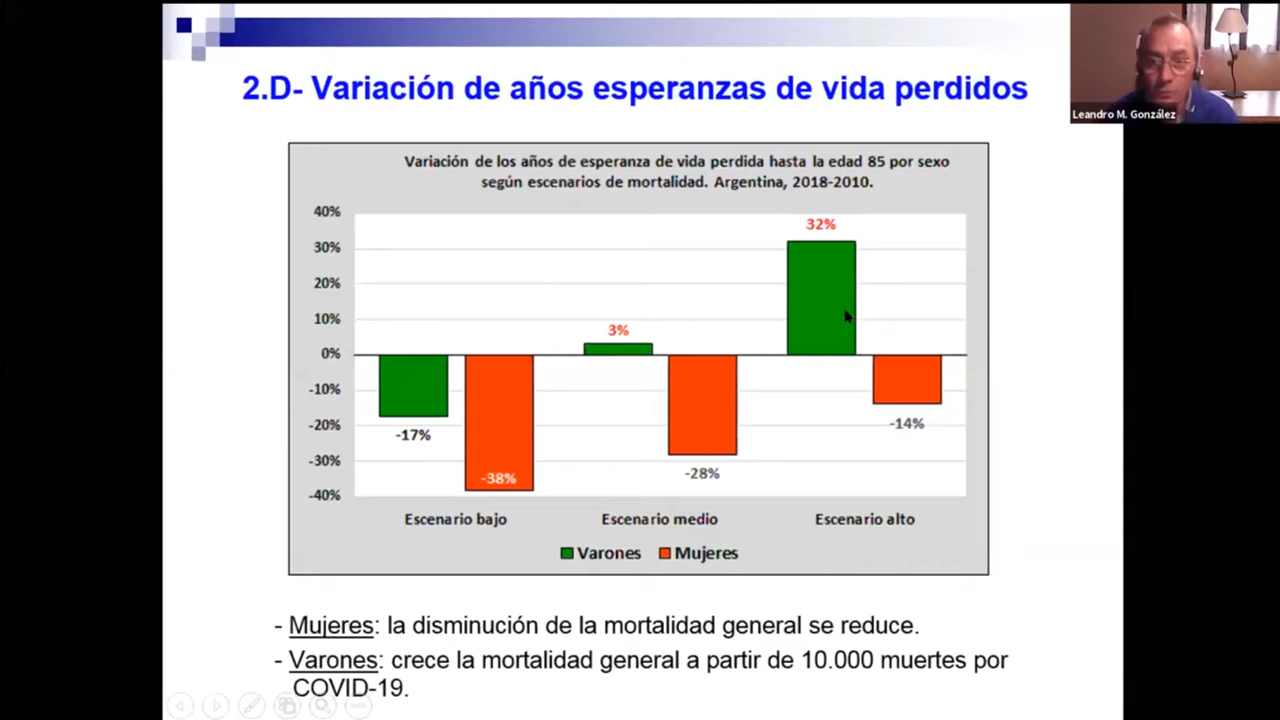 2.D- Variación de años esperanzas de vida perdidos
Leandro M. González
Variación de los años de esperanza de vida perdida hasta la edad 85 por sexo
según escenarios de mortalidad. Argentina, 2018-2010.
40%
30%
20%
10%
0%
-10%
-20%
-30%
-40%
-17%
-38%
3%
-28%
32%
-14%
Escenario bajo
Escenario medio
Escenario alto
Varones
Mujeres
- Mujeres: la disminución de la mortalidad general se reduce.
- Varones: crece la mortalidad general a partir de 10.000 muertes por
COVID-19.